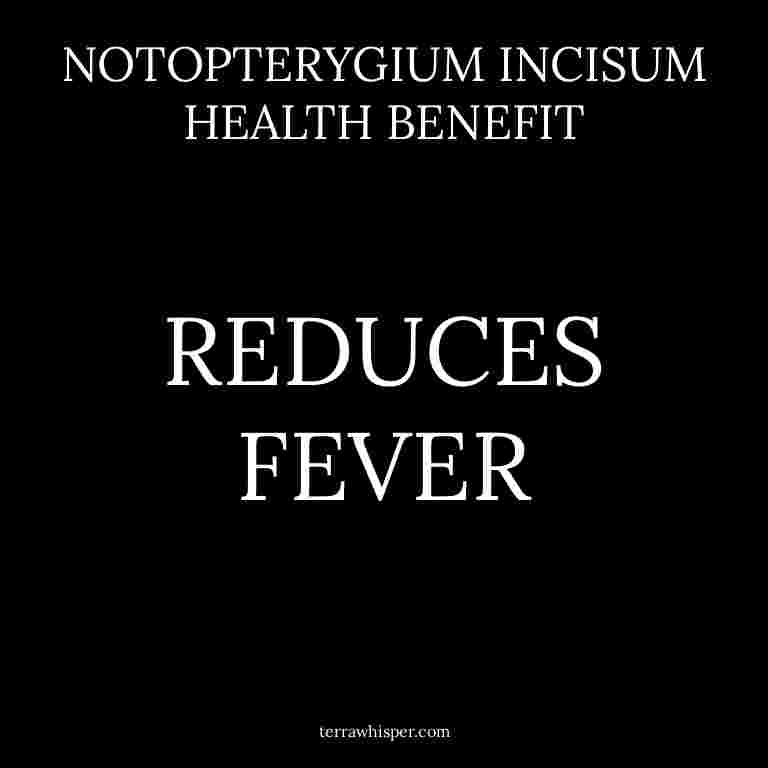 NOTOPTERYGIUM INCISUM
HEALTH BENEFIT
REDUCES
FEVER
terrawhisper.com